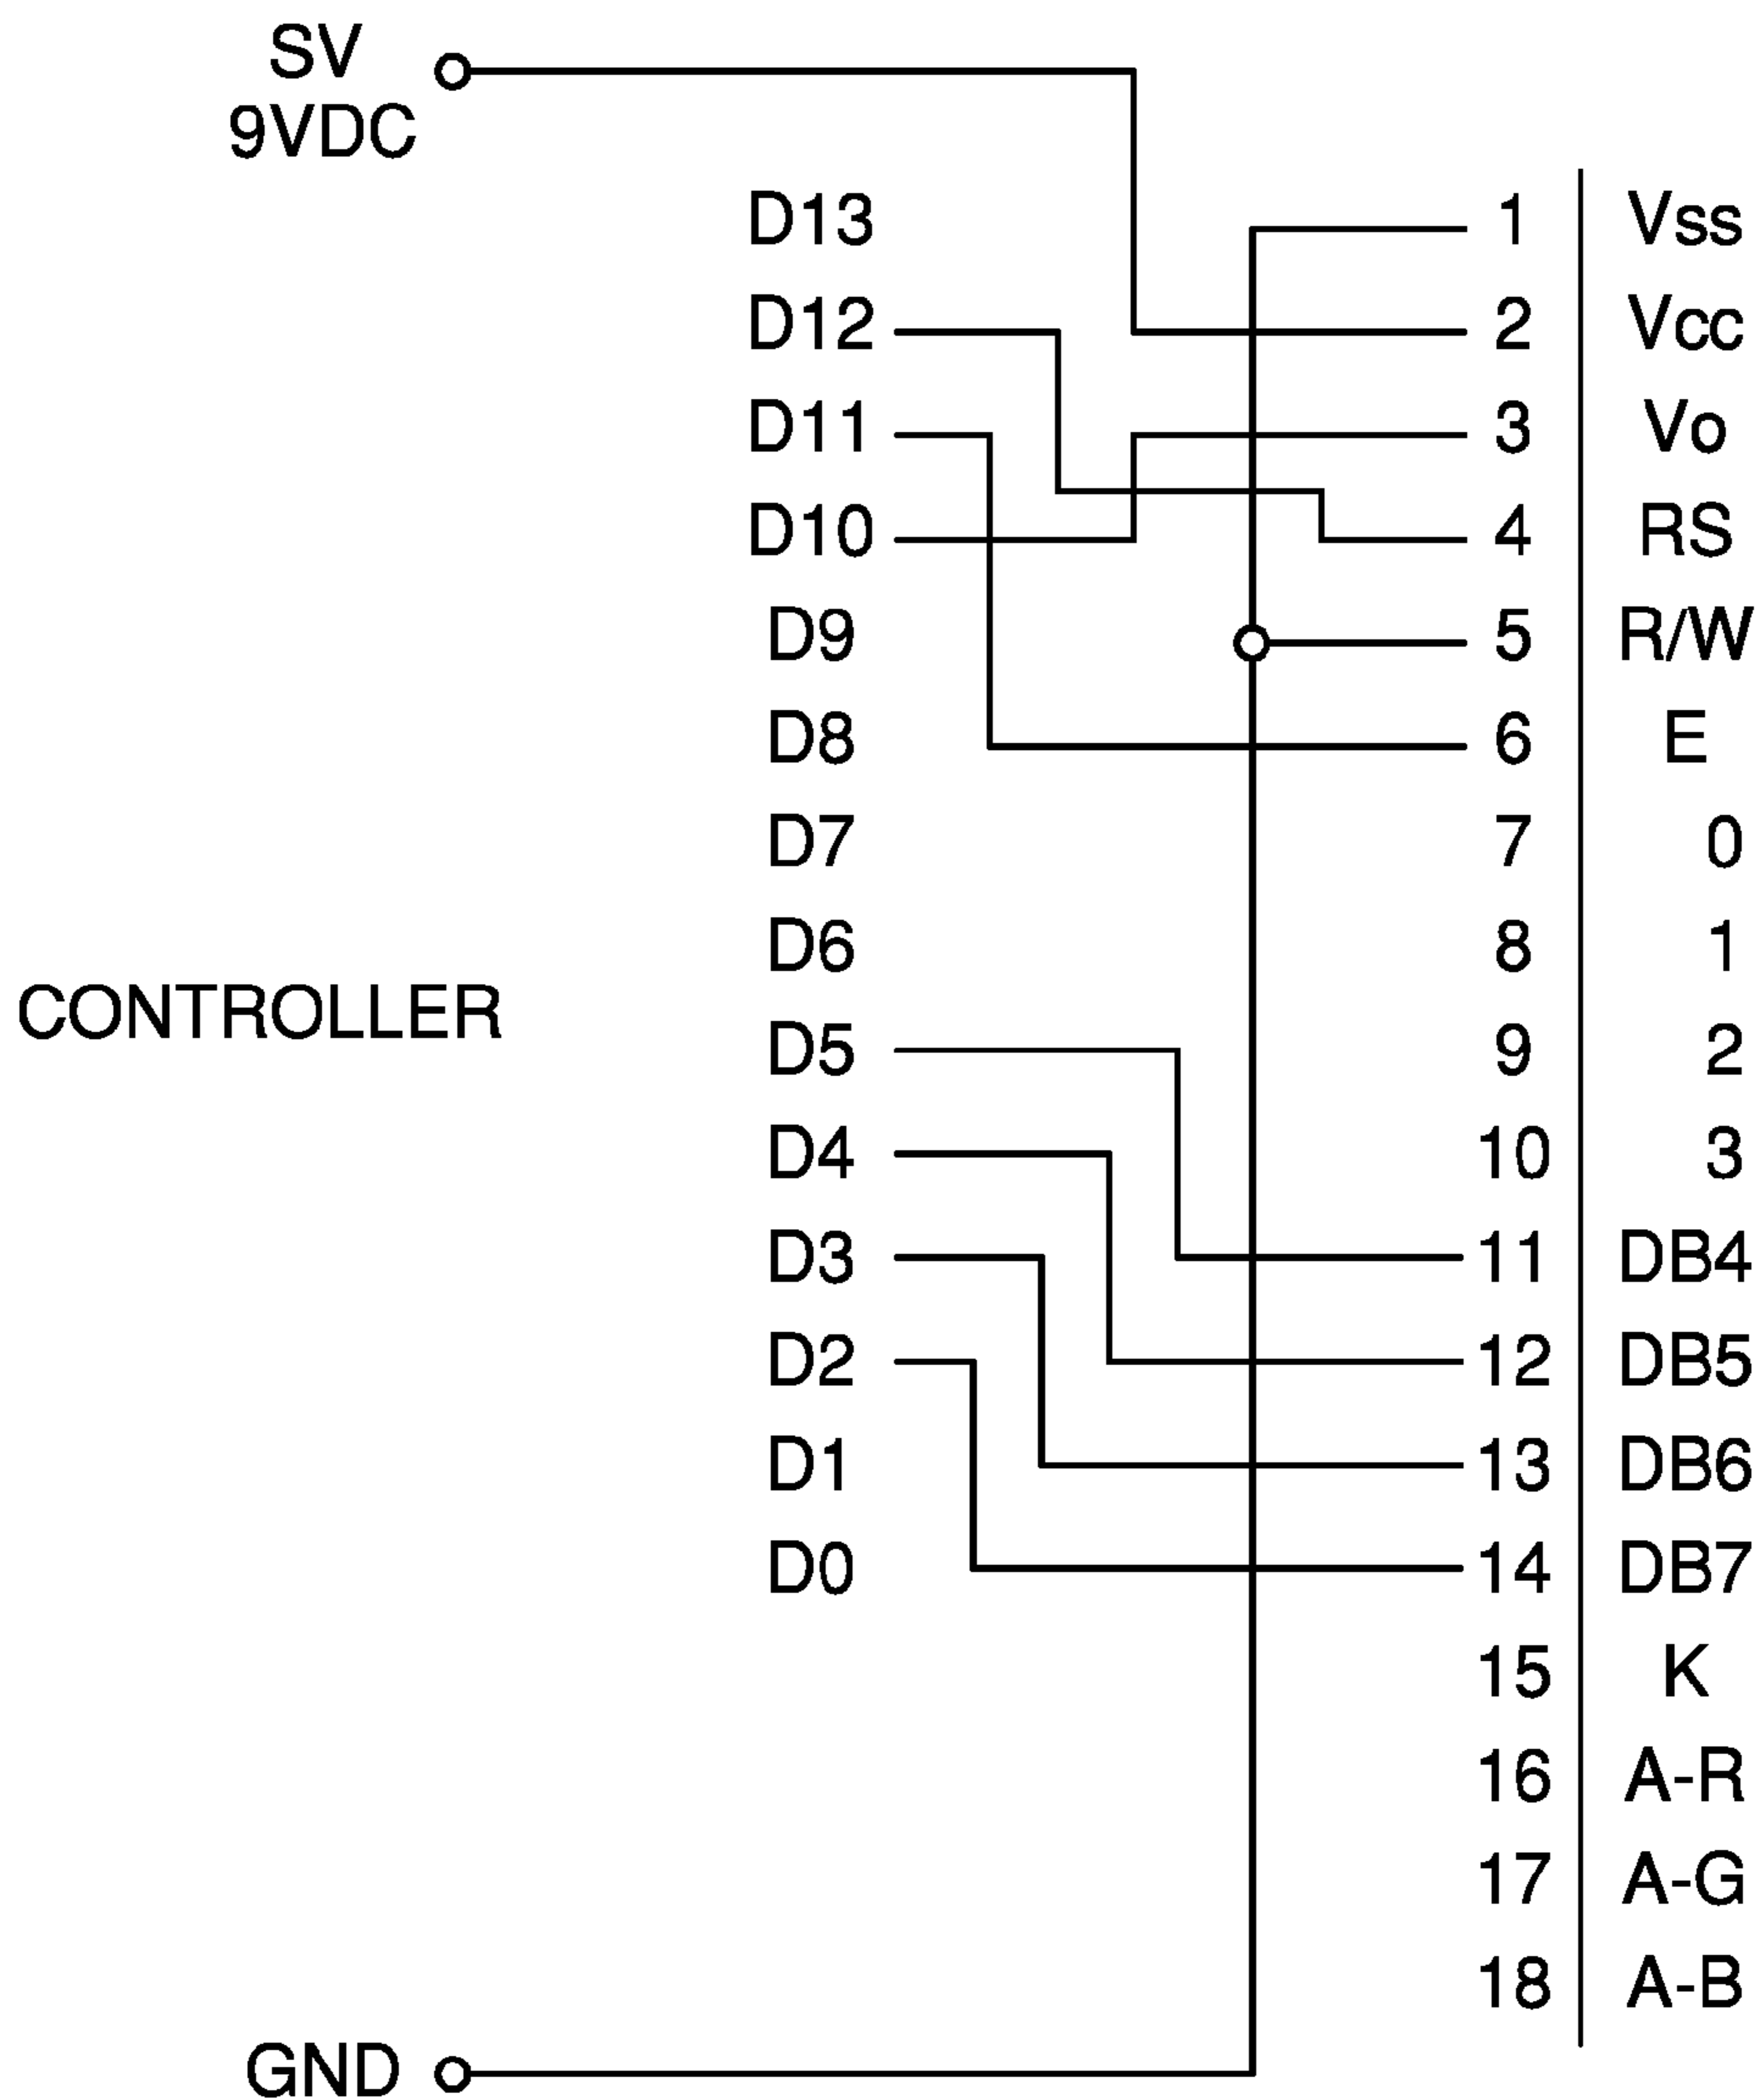 SV
9VDC
D13 1 Vss
D12 2 Vcc
D11 3 Vo
D10 4 RS
D9 5 R/W
D8 6 E
D7 7 0
D6 8 1
CONTROLLER
D5 9 2
D4 10 3
D3 11 DB4
D2 12 DB5
D1 13 DB6
D0 14 DB7
15 K
16 A-R
17 A-G
18 A-B
GND